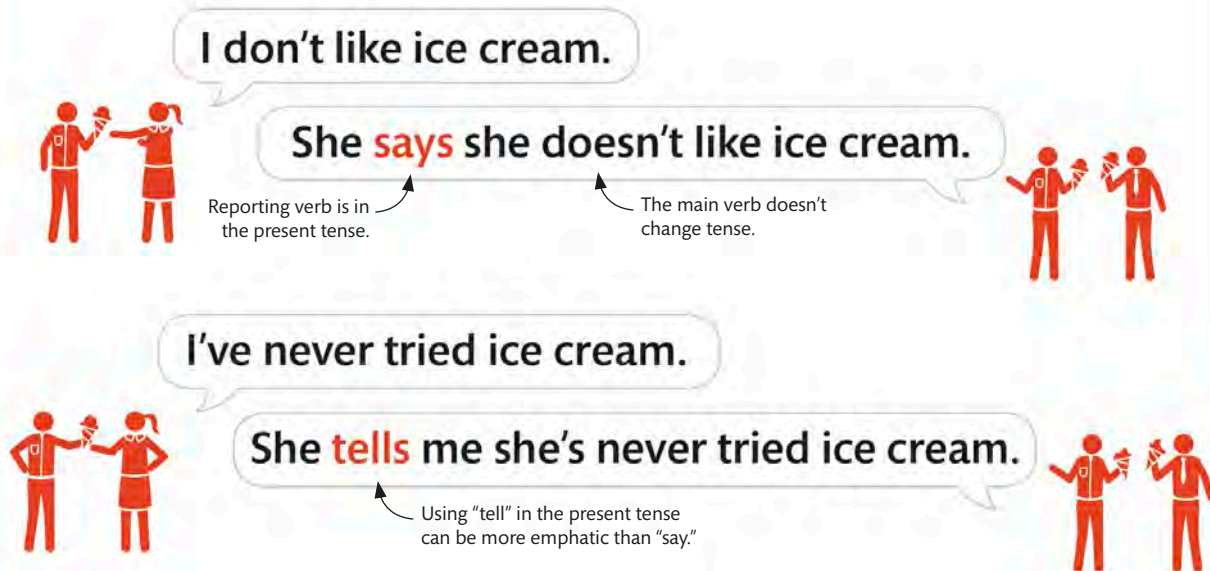 I don't like ice cream.
She says she doesn't like ice cream.
Reporting verb is in
the present tense.
The main verb doesn't
change tense.
I've never tried ice cream.
She tells me she's never tried ice cream.
Using “tell” in the present tense
can be more emphatic than “say.”